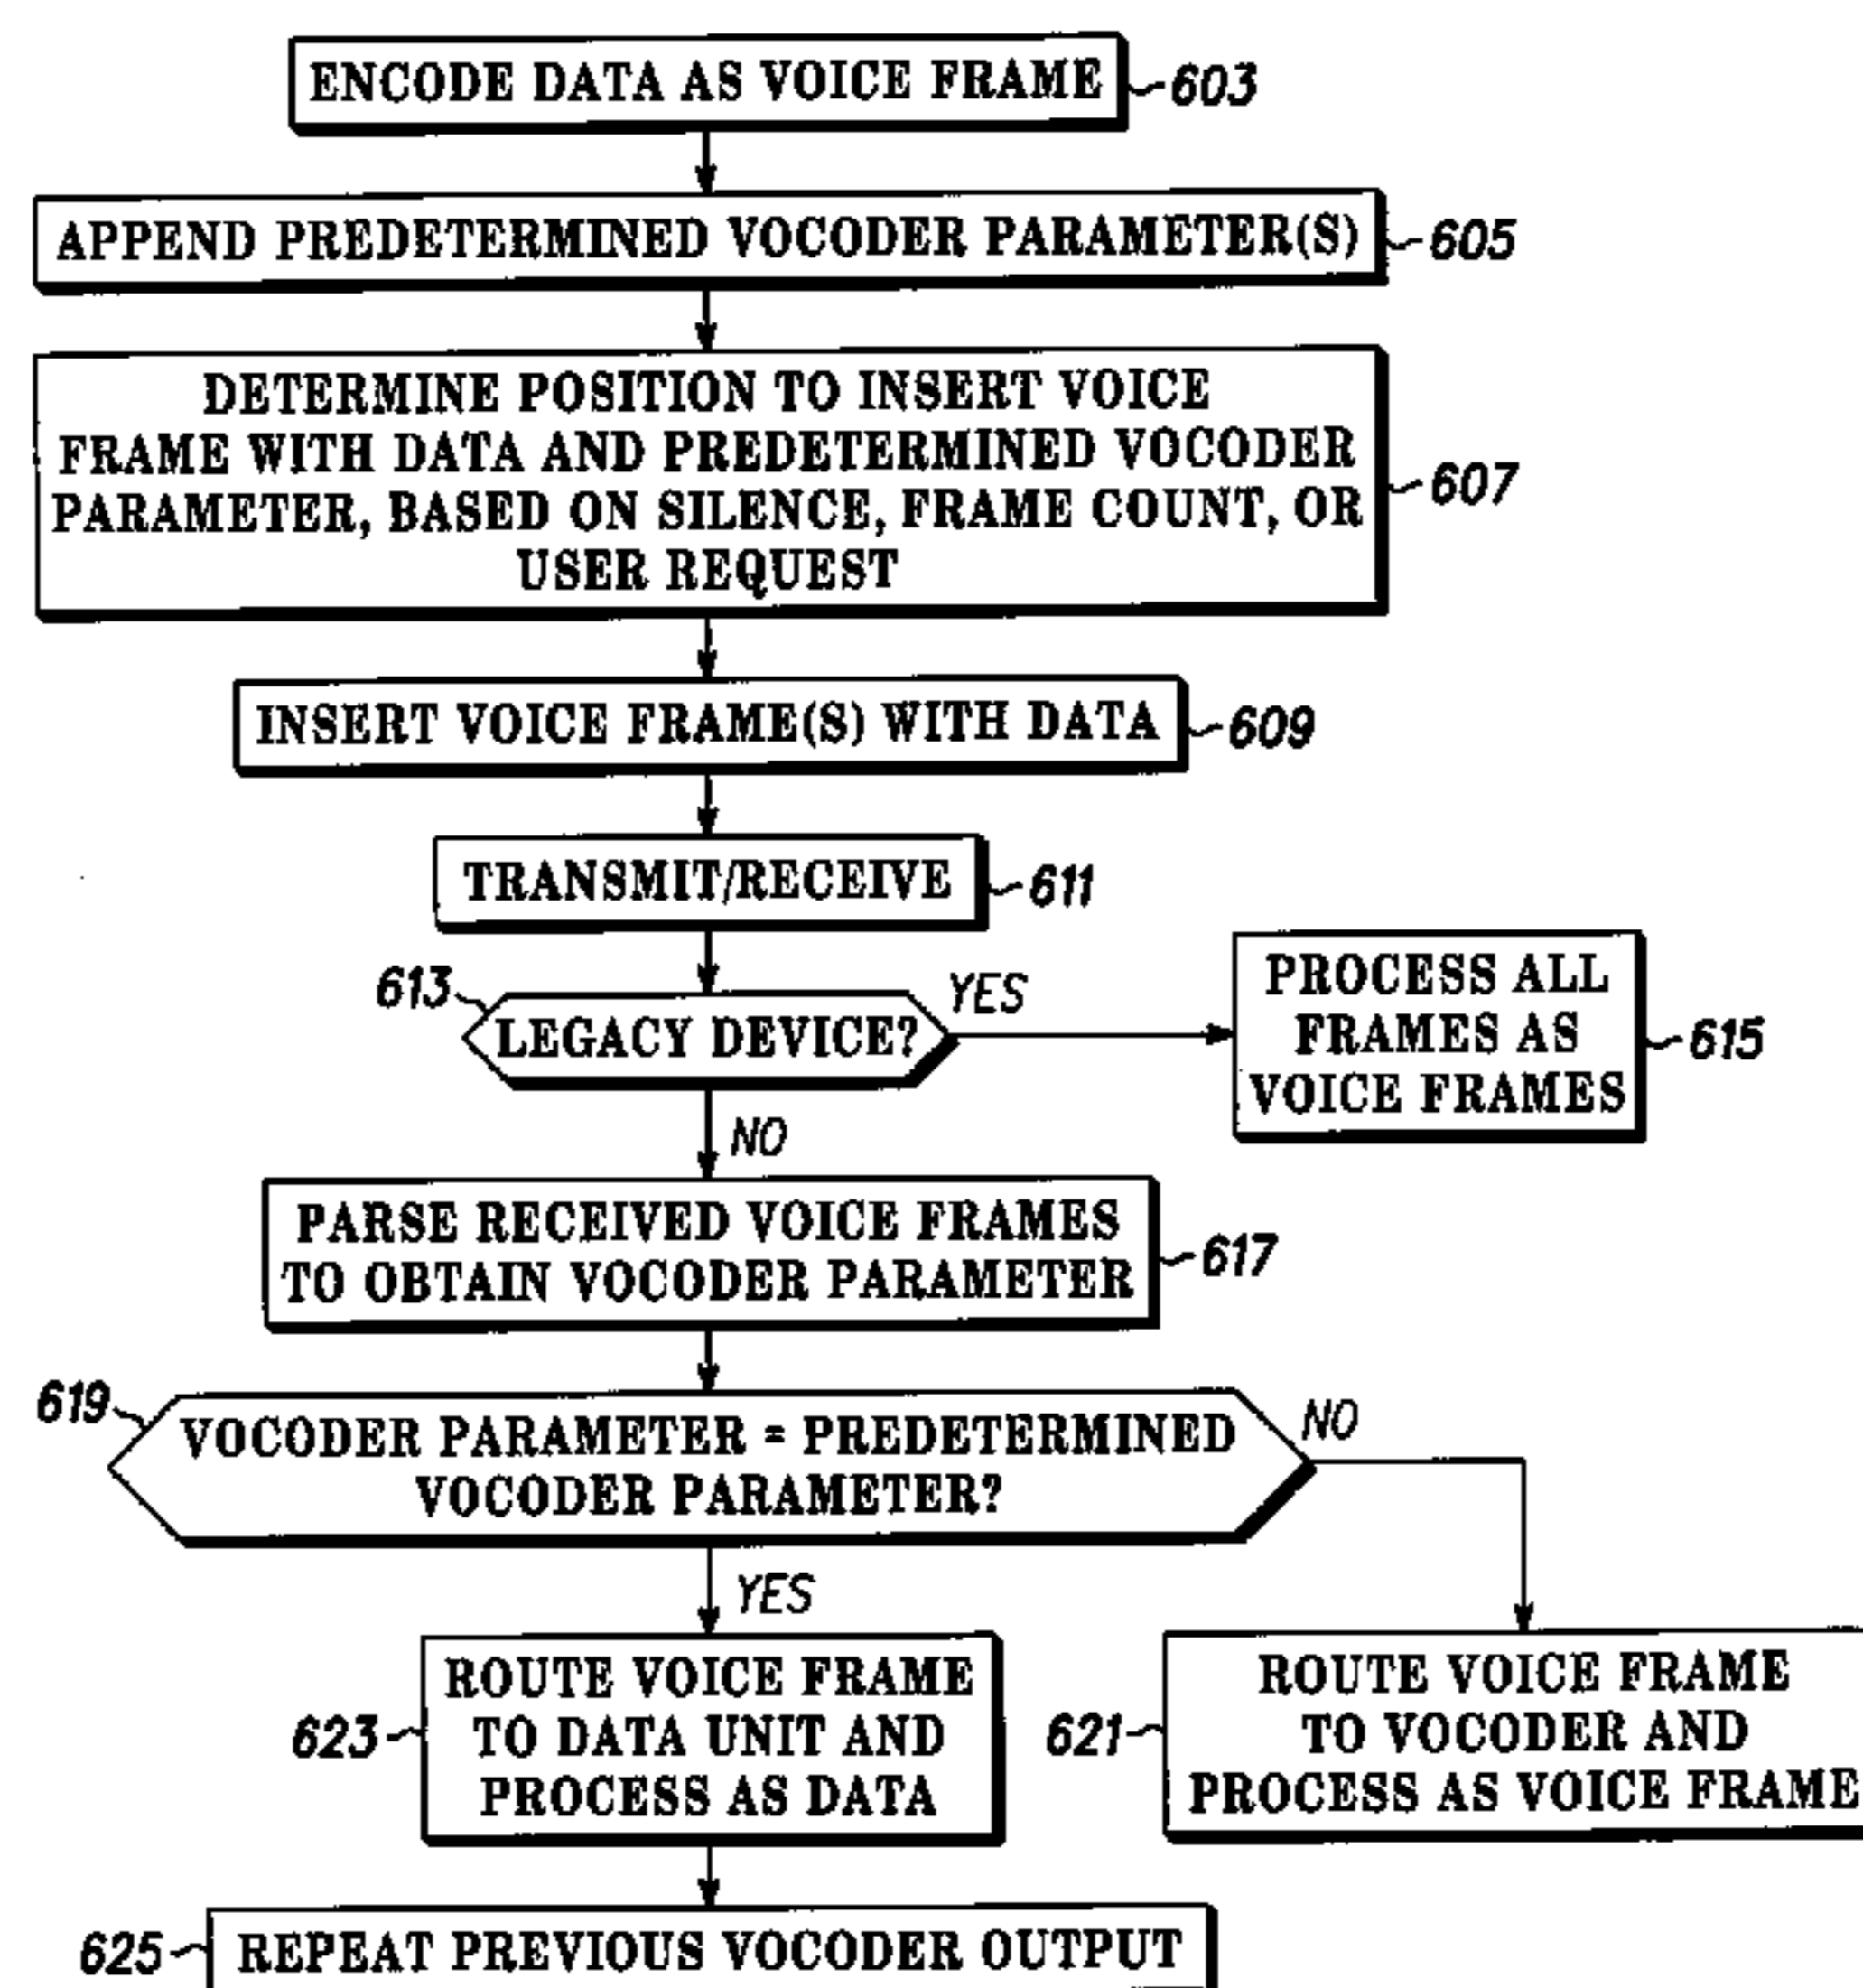 ENCODE DATA AS VOICE FRAME
603
APPEND PREDETERMINED VOCODER PARAMETER(S)
605
DETERMINE POSITION TO INSERT VOICE
FRAME WITH DATA AND PREDETERMINED VOCODER
PARAMETER, BASED ON SILENCE, FRAME COUNT, OR
USER REQUEST
607
INSERT VOICE FRAME(S) WITH DATA
609
TRANSMIT/RECEIVE
611
613
LEGACY DEVICE?
YES
PROCESS ALL
FRAMES AS
VOICE FRAMES
615
NO
PARSE RECEIVED VOICE FRAMES
TO OBTAIN VOCODER PARAMETER
617
619
VOCODER PARAMETER = PREDETERMINED
VOCODER PARAMETER?
NO
YES
623
ROUTE VOICE FRAME
TO DATA UNIT AND
PROCESS AS DATA
621
ROUTE VOICE FRAME
TO VOCODER AND
PROCESS AS VOICE FRAME
625
REPEAT PREVIOUS VOCODER OUTPUT